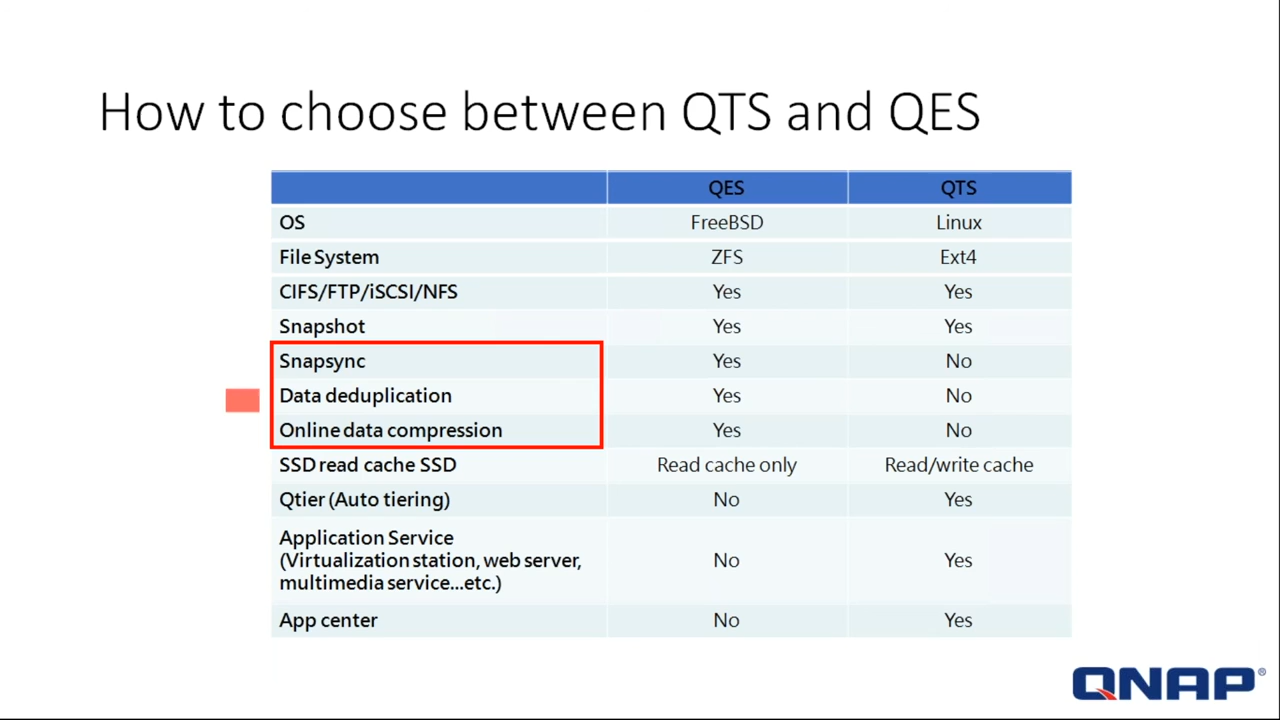 How to choose between QTS and QES
QES QTS
OS FreeBSD Linux
File System ZFS Ext4
CIFS/FTP/iSCSI/NFS Yes Yes
Snapshot Yes Yes
Snapsync Yes No
Data deduplication Yes No
Online data compression Yes No
SSD read cache SSD Read cache only Read/write cache
Qtier (Auto tiering) No Yes
Application Service
(Virtualization station, web server, No Yes
multimedia service...etc.)
App center No Yes
QNAP®